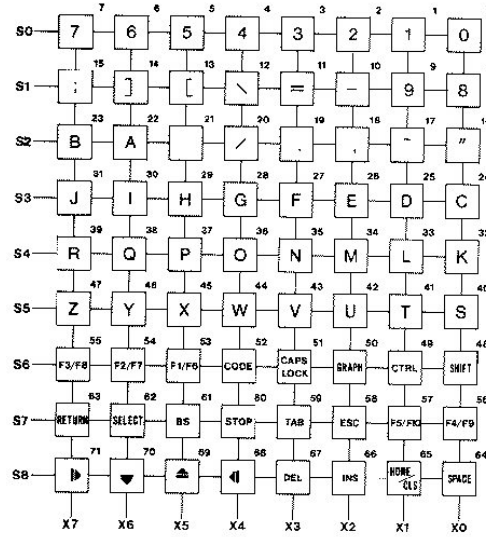 7 6 5 4 3 2 1
S0 7 6 5 4 3 2 1 0
15 14 13 12 11 10 9
S1 ; ] [ \ = - 9 8
23 22 21 20 19 18 17
S2 B A / . , "
31 30 29 28 27 26 25 24
S3 J I H G F E D C
39 38 37 36 35 34 33
S4 R Q P O N M L K
47 46 45 44 43 42 41 40
S5 Z Y X W V U T S
55 54 53 52 51 50 49 48
S6 F3/F8 F2/F7 F1/F6 CODE CAPS LOCK GRAPH CTRL SHIFT
63 62 61 60 59 58 57 56
S7 RETURN SELECT BS STOP TAB ESC F5/F10 F4/F9
71 70 69 68 67 66 65 64
S8 DEL INS HOME/CLS SPACE
X7 X6 X5 X4 X3 X2 X1 X0